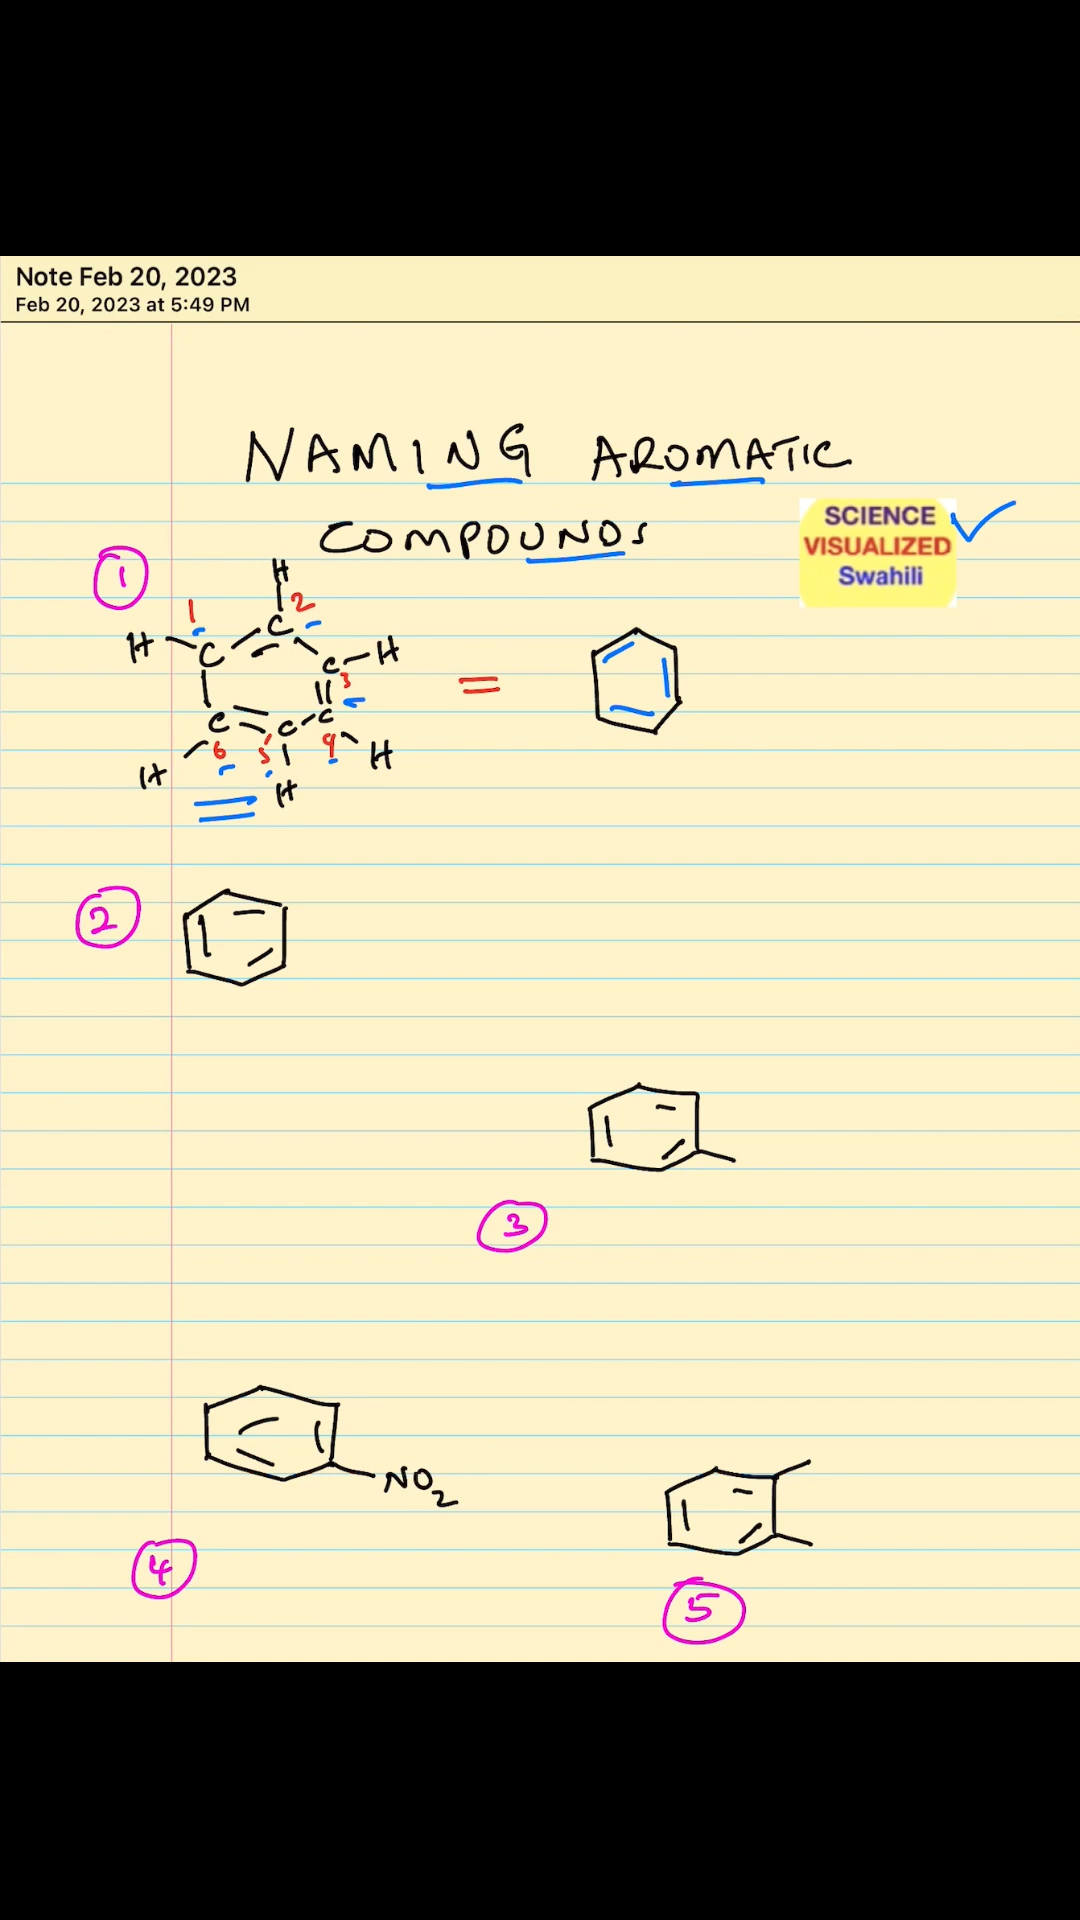 Note Feb 20, 2023
Feb 20, 2023 at 5:49 PM
NAMING AROMATIC
COMPOUNDS
SCIENCE
VISUALIZED
Swahili
1
H
1
2
H
C
C
C
H
3
=
C
C
C
6
5
4
H
H
H
2
3
NO2
4
5